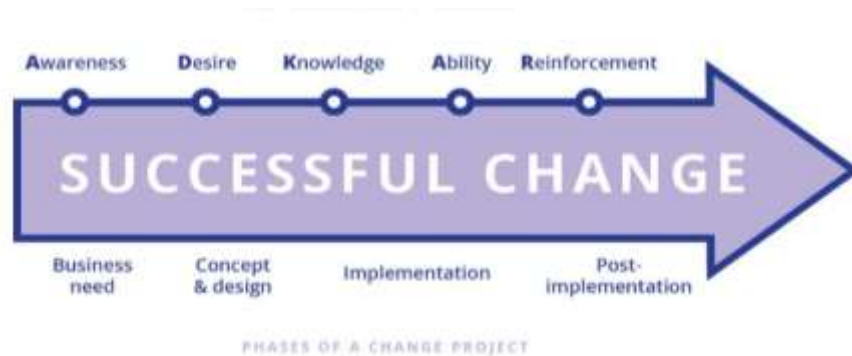 Awareness Desire Knowledge Ability Reinforcement
SUCCESSFUL CHANGE
Business need
Concept & design
Implementation
Post-implementation
PHASES OF A CHANGE PROJECT